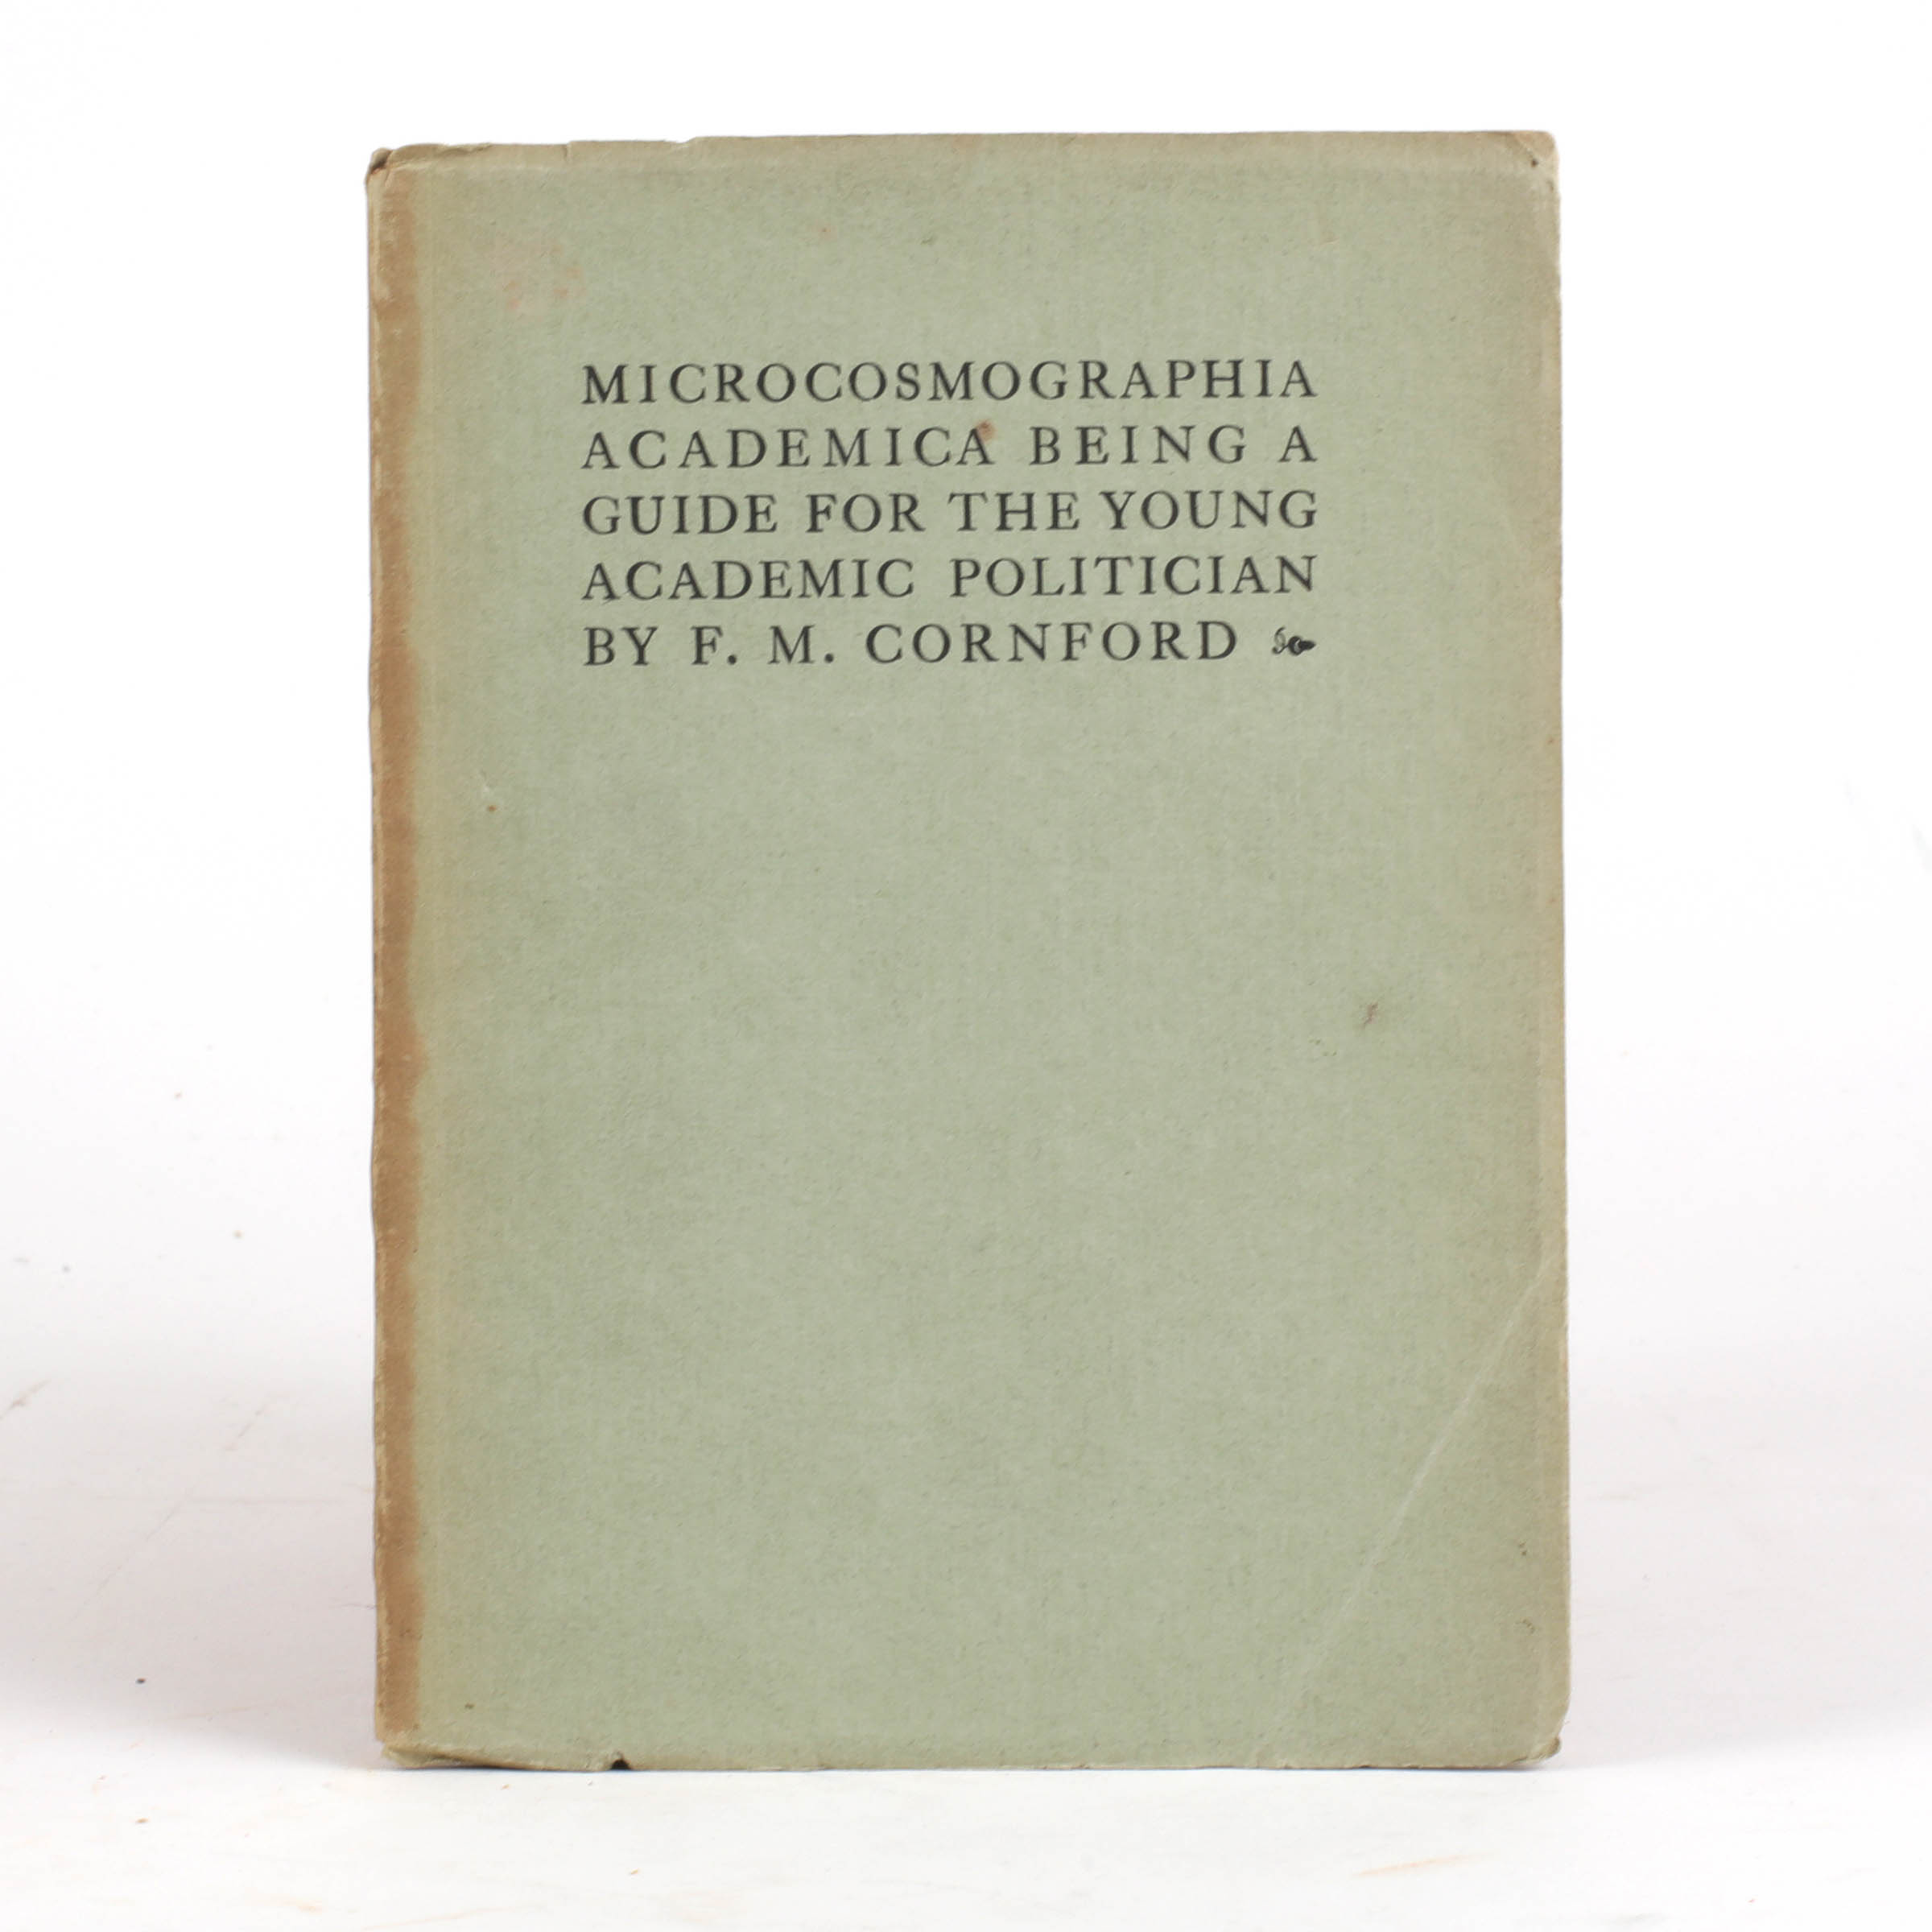 MICROCOSMOGRAPHIA
ACADEMICA BEING A
GUIDE FOR THE YOUNG
ACADEMIC POLITICIAN
BY F. M. CORNFORD